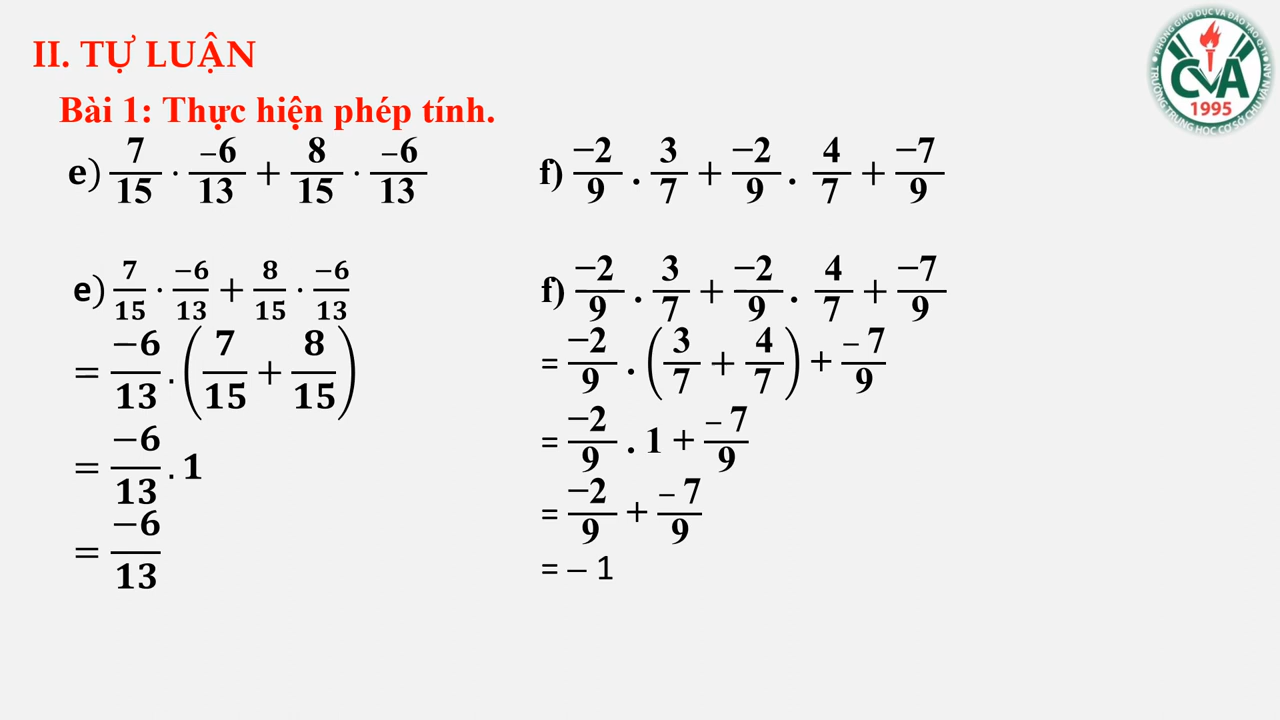 II. TỰ LUẬN
Bài 1: Thực hiện phép tính.
e) 7/15 · –6/13 + 8/15 · –6/13
f) −2/9 . 3/7 + −2/9 . 4/7 + −7/9
e) 7/15 · −6/13 + 8/15 · −6/13
= −6/13 . (7/15 + 8/15)
= −6/13 . 1
= −6/13
f) −2/9 . 3/7 + −2/9 . 4/7 + −7/9
= −2/9 . (3/7 + 4/7) + – 7/9
= −2/9 . 1 + – 7/9
= −2/9 + – 7/9
= – 1
CVA
1995